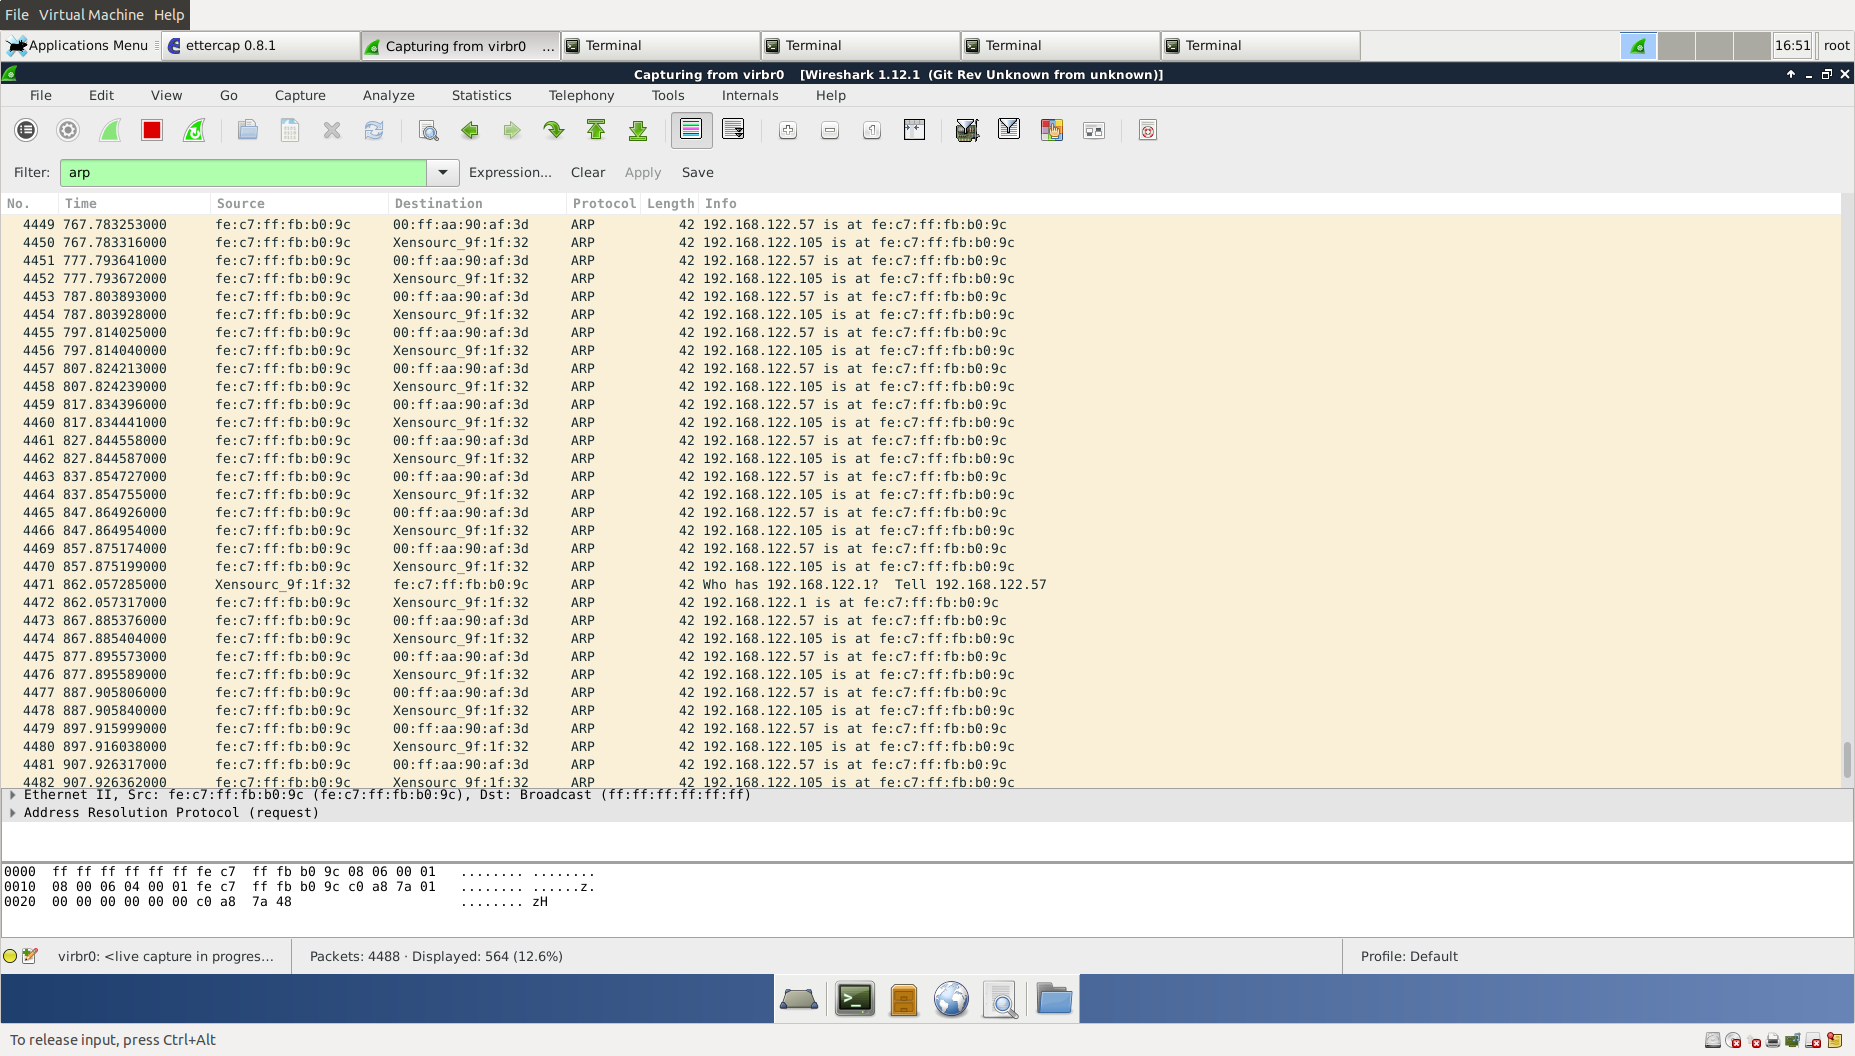 File Virtual Machine Help
Applications Menu ettercap 0.8.1 Capturing from virbr0 ... Terminal Terminal Terminal Terminal 16:51 root
Capturing from virbr0 [Wireshark 1.12.1 (Git Rev Unknown from unknown)]
File Edit View Go Capture Analyze Statistics Telephony Tools Internals Help
Filter: arp Expression... Clear Apply Save
No. Time Source Destination Protocol Length Info
4449 767.783253000 fe:c7:ff:fb:b0:9c 00:ff:aa:90:af:3d ARP 42 192.168.122.57 is at fe:c7:ff:fb:b0:9c
4450 767.783316000 fe:c7:ff:fb:b0:9c Xensourc_9f:1f:32 ARP 42 192.168.122.105 is at fe:c7:ff:fb:b0:9c
4451 777.793641000 fe:c7:ff:fb:b0:9c 00:ff:aa:90:af:3d ARP 42 192.168.122.57 is at fe:c7:ff:fb:b0:9c
4452 777.793672000 fe:c7:ff:fb:b0:9c Xensourc_9f:1f:32 ARP 42 192.168.122.105 is at fe:c7:ff:fb:b0:9c
4453 787.803893000 fe:c7:ff:fb:b0:9c 00:ff:aa:90:af:3d ARP 42 192.168.122.57 is at fe:c7:ff:fb:b0:9c
4454 787.803928000 fe:c7:ff:fb:b0:9c Xensourc_9f:1f:32 ARP 42 192.168.122.105 is at fe:c7:ff:fb:b0:9c
4455 797.814025000 fe:c7:ff:fb:b0:9c 00:ff:aa:90:af:3d ARP 42 192.168.122.57 is at fe:c7:ff:fb:b0:9c
4456 797.814040000 fe:c7:ff:fb:b0:9c Xensourc_9f:1f:32 ARP 42 192.168.122.105 is at fe:c7:ff:fb:b0:9c
4457 807.824213000 fe:c7:ff:fb:b0:9c 00:ff:aa:90:af:3d ARP 42 192.168.122.57 is at fe:c7:ff:fb:b0:9c
4458 807.824239000 fe:c7:ff:fb:b0:9c Xensourc_9f:1f:32 ARP 42 192.168.122.105 is at fe:c7:ff:fb:b0:9c
4459 817.834396000 fe:c7:ff:fb:b0:9c 00:ff:aa:90:af:3d ARP 42 192.168.122.57 is at fe:c7:ff:fb:b0:9c
4460 817.834441000 fe:c7:ff:fb:b0:9c Xensourc_9f:1f:32 ARP 42 192.168.122.105 is at fe:c7:ff:fb:b0:9c
4461 827.844558000 fe:c7:ff:fb:b0:9c 00:ff:aa:90:af:3d ARP 42 192.168.122.57 is at fe:c7:ff:fb:b0:9c
4462 827.844587000 fe:c7:ff:fb:b0:9c Xensourc_9f:1f:32 ARP 42 192.168.122.105 is at fe:c7:ff:fb:b0:9c
4463 837.854727000 fe:c7:ff:fb:b0:9c 00:ff:aa:90:af:3d ARP 42 192.168.122.57 is at fe:c7:ff:fb:b0:9c
4464 837.854755000 fe:c7:ff:fb:b0:9c Xensourc_9f:1f:32 ARP 42 192.168.122.105 is at fe:c7:ff:fb:b0:9c
4465 847.864926000 fe:c7:ff:fb:b0:9c 00:ff:aa:90:af:3d ARP 42 192.168.122.57 is at fe:c7:ff:fb:b0:9c
4466 847.864954000 fe:c7:ff:fb:b0:9c Xensourc_9f:1f:32 ARP 42 192.168.122.105 is at fe:c7:ff:fb:b0:9c
4469 857.875174000 fe:c7:ff:fb:b0:9c 00:ff:aa:90:af:3d ARP 42 192.168.122.57 is at fe:c7:ff:fb:b0:9c
4470 857.875199000 fe:c7:ff:fb:b0:9c Xensourc_9f:1f:32 ARP 42 192.168.122.105 is at fe:c7:ff:fb:b0:9c
4471 862.057285000 Xensourc_9f:1f:32 fe:c7:ff:fb:b0:9c ARP 42 Who has 192.168.122.1? Tell 192.168.122.57
4472 862.057317000 fe:c7:ff:fb:b0:9c Xensourc_9f:1f:32 ARP 42 192.168.122.1 is at fe:c7:ff:fb:b0:9c
4473 867.885376000 fe:c7:ff:fb:b0:9c 00:ff:aa:90:af:3d ARP 42 192.168.122.57 is at fe:c7:ff:fb:b0:9c
4474 867.885404000 fe:c7:ff:fb:b0:9c Xensourc_9f:1f:32 ARP 42 192.168.122.105 is at fe:c7:ff:fb:b0:9c
4475 877.895573000 fe:c7:ff:fb:b0:9c 00:ff:aa:90:af:3d ARP 42 192.168.122.57 is at fe:c7:ff:fb:b0:9c
4476 877.895589000 fe:c7:ff:fb:b0:9c Xensourc_9f:1f:32 ARP 42 192.168.122.105 is at fe:c7:ff:fb:b0:9c
4477 887.905806000 fe:c7:ff:fb:b0:9c 00:ff:aa:90:af:3d ARP 42 192.168.122.57 is at fe:c7:ff:fb:b0:9c
4478 887.905840000 fe:c7:ff:fb:b0:9c Xensourc_9f:1f:32 ARP 42 192.168.122.105 is at fe:c7:ff:fb:b0:9c
4479 897.915999000 fe:c7:ff:fb:b0:9c 00:ff:aa:90:af:3d ARP 42 192.168.122.57 is at fe:c7:ff:fb:b0:9c
4480 897.916038000 fe:c7:ff:fb:b0:9c Xensourc_9f:1f:32 ARP 42 192.168.122.105 is at fe:c7:ff:fb:b0:9c
4481 907.926317000 fe:c7:ff:fb:b0:9c 00:ff:aa:90:af:3d ARP 42 192.168.122.57 is at fe:c7:ff:fb:b0:9c
4482 907.926362000 fe:c7:ff:fb:b0:9c Xensourc_9f:1f:32 ARP 42 192.168.122.105 is at fe:c7:ff:fb:b0:9c
Ethernet II, Src: fe:c7:ff:fb:b0:9c (fe:c7:ff:fb:b0:9c), Dst: Broadcast (ff:ff:ff:ff:ff:ff)
Address Resolution Protocol (request)
0000 ff ff ff ff ff ff fe c7 ff fb b0 9c 08 06 00 01 ........ ........
0010 08 00 06 04 00 01 fe c7 ff fb b0 9c c0 a8 7a 01 ........ ......z.
0020 00 00 00 00 00 00 c0 a8 7a 48 ........ zH
virbr0: <live capture in progres... Packets: 4488 · Displayed: 564 (12.6%) Profile: Default
To release input, press Ctrl+Alt